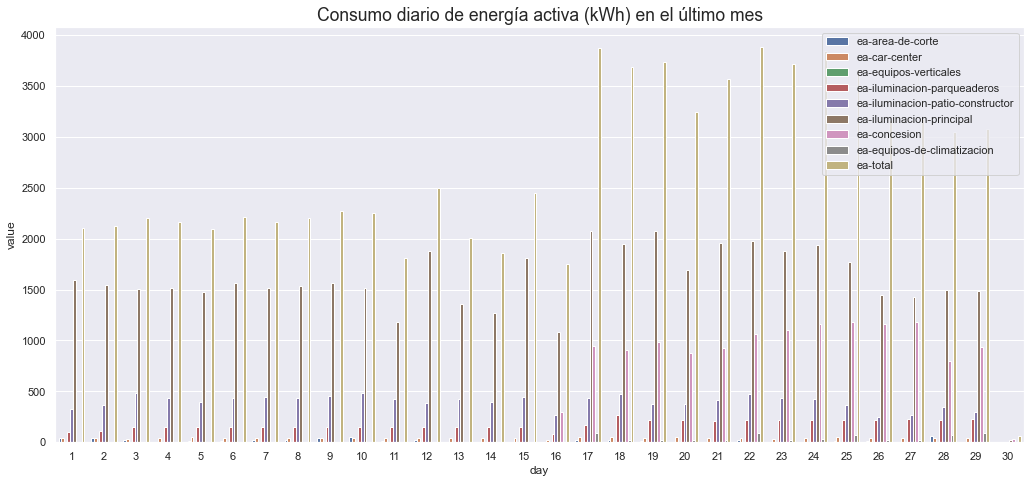 Consumo diario de energía activa (kWh) en el último mes
4000
3500
3000
2500
2000
1500
1000
500
0
value
ea-area-de-corte
ea-car-center
ea-equipos-verticales
ea-iluminacion-parqueaderos
ea-iluminacion-patio-constructor
ea-iluminacion-principal
ea-concesion
ea-equipos-de-climatizacion
ea-total
1 2 3 4 5 6 7 8 9 10 11 12 13 14 15 16 17 18 19 20 21 22 23 24 25 26 27 28 29 30
day